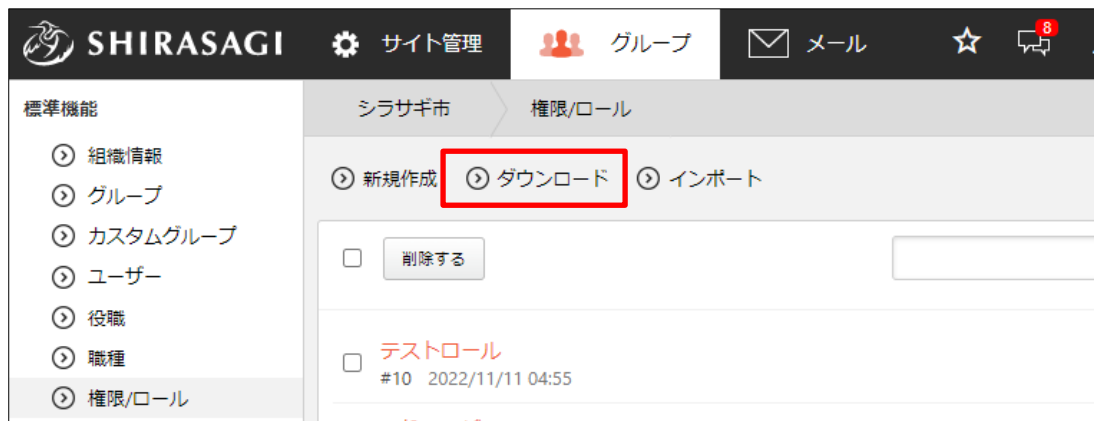 SHIRASAGI サイト管理 グループ メール 8
標準機能
シラサギ市 権限/ロール
組織情報
グループ
カスタムグループ
ユーザー
役職
職種
権限/ロール
新規作成 ダウンロード インポート
削除する
テストロール
#10 2022/11/11 04:55